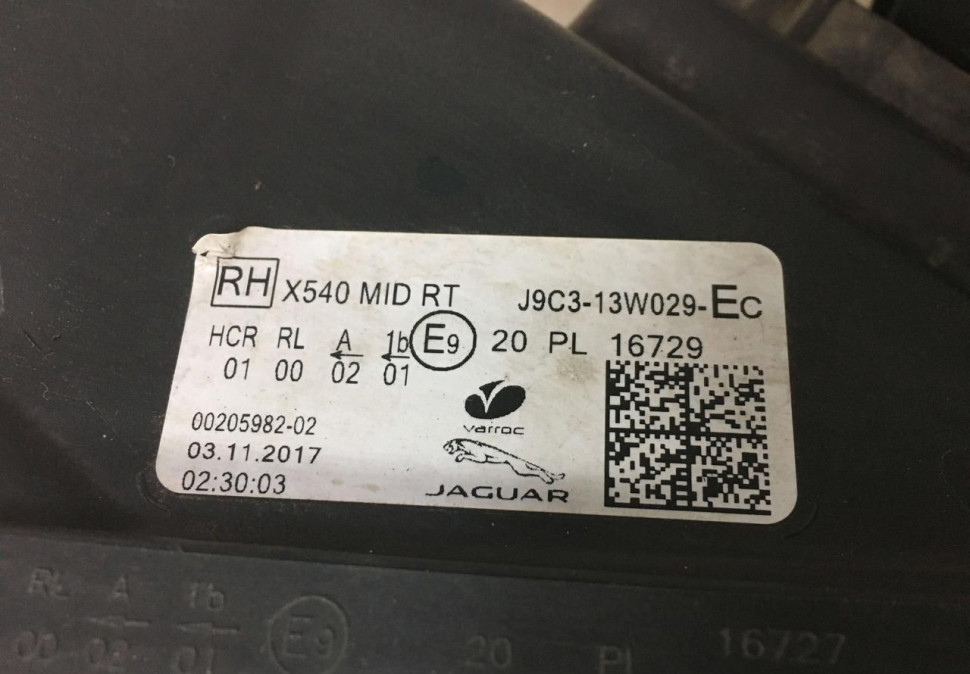 RH X540 MID RT J9C3-13W029-Ec
HCR RL A 1b E9 20 PL 16729
01 00 02 01
00205982-02
varroc
03.11.2017
02:30:03
JAGUAR
RL A 1b E9 20 PL 16727
00 02 01